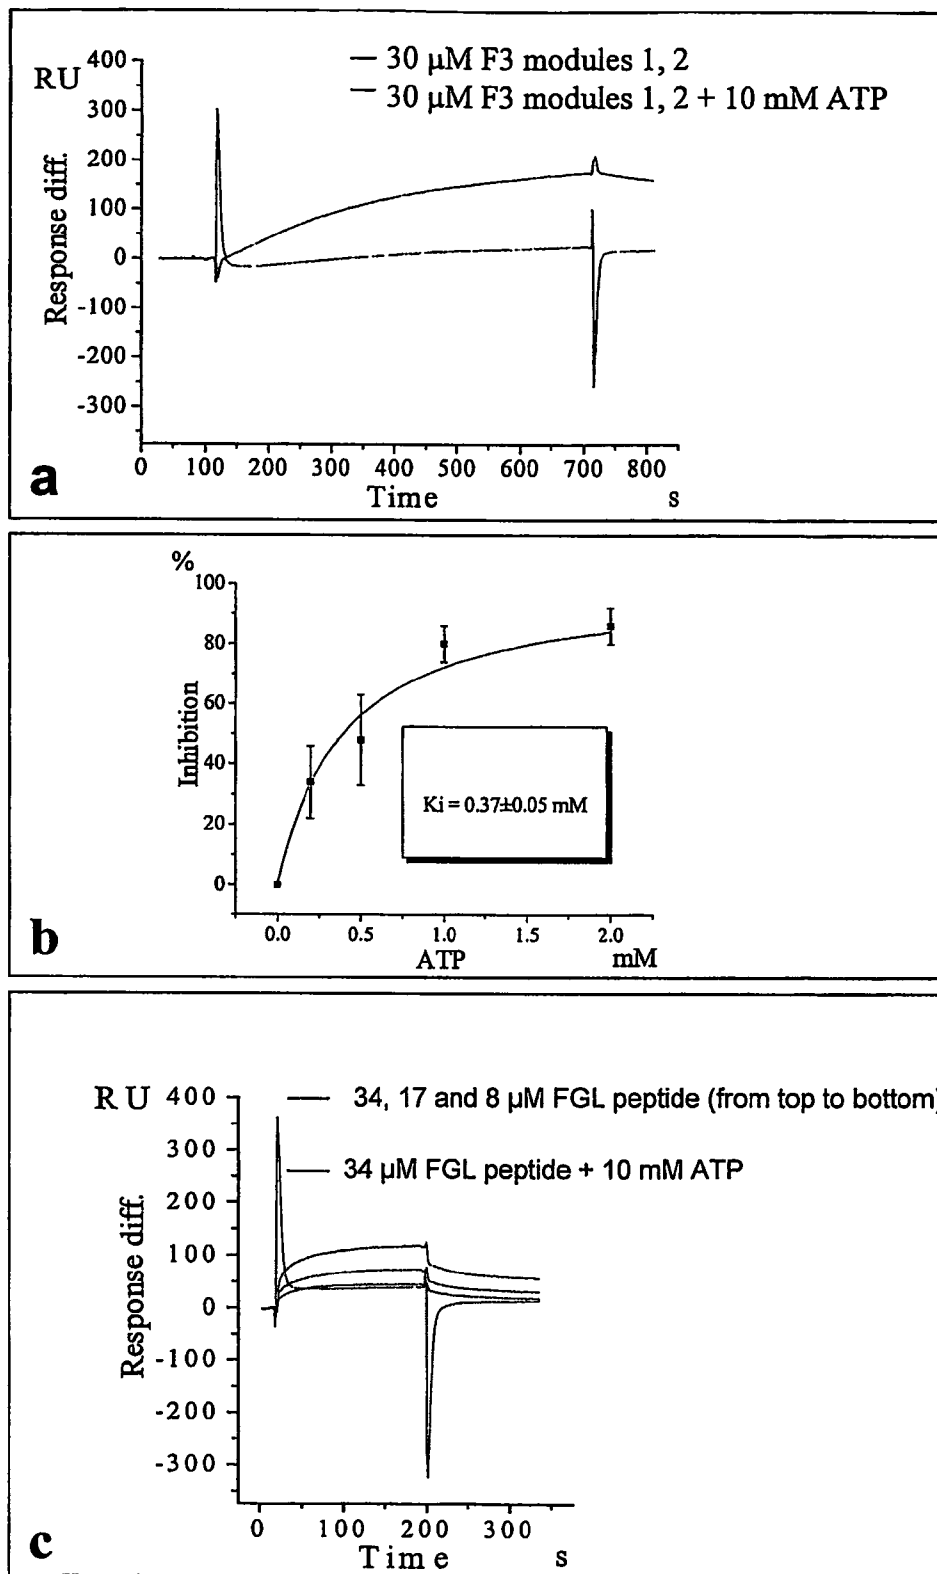 400
RU
— 30 µM F3 modules 1, 2
— 30 µM F3 modules 1, 2 + 10 mM ATP
300
200
100
0
-100
-200
-300
Response diff.
0 100 200 300 400 500 600 700 800
Time s
a
%
100
80
60
40
20
0
Inhibition
Ki = 0.37±0.05 mM
0.0 0.5 1.0 1.5 2.0
ATP mM
b
RU 400
— 34, 17 and 8 µM FGL peptide (from top to bottom)
300
— 34 µM FGL peptide + 10 mM ATP
200
100
0
-100
-200
-300
Response diff.
0 100 200 300
Time s
c